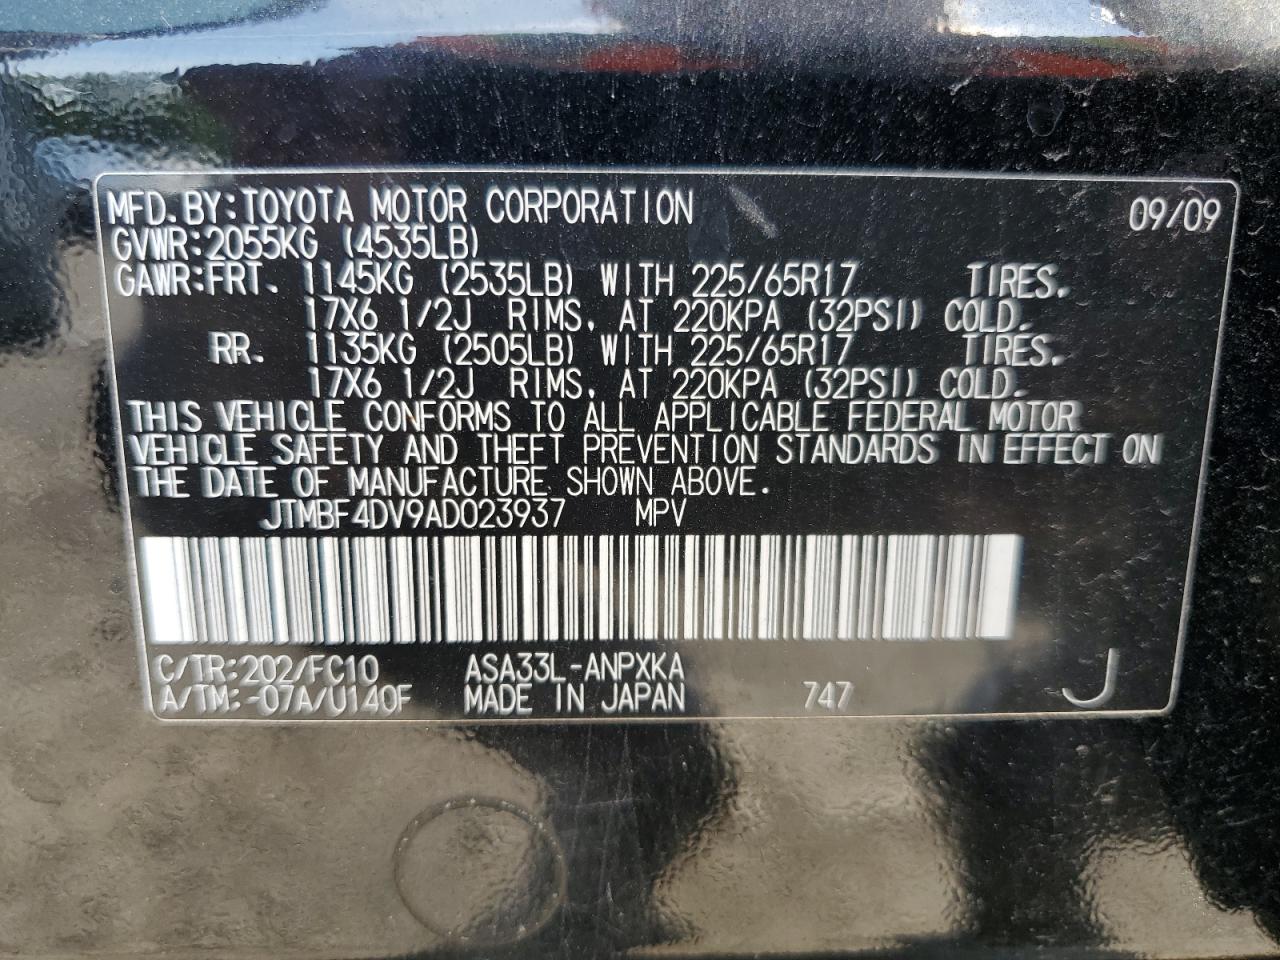 MFD.BY:TOYOTA MOTOR CORPORATION 09/09
GVWR:2055KG (4535LB)
GAWR:FRT. 1145KG (2535LB) WITH 225/65R17 TIRES.
17X6 1/2J RIMS, AT 220KPA (32PSI) COLD.
RR. 1135KG (2505LB) WITH 225/65R17 TIRES.
17X6 1/2J RIMS, AT 220KPA (32PSI) COLD.
THIS VEHICLE CONFORMS TO ALL APPLICABLE FEDERAL MOTOR
VEHICLE SAFETY AND THEFT PREVENTION STANDARDS IN EFFECT ON
THE DATE OF MANUFACTURE SHOWN ABOVE.
JTMBF4DV9AD023937 MPV
C/TR:202/FC10 ASA33L-ANPXKA
A/TM:-07A/U140F MADE IN JAPAN 747 J